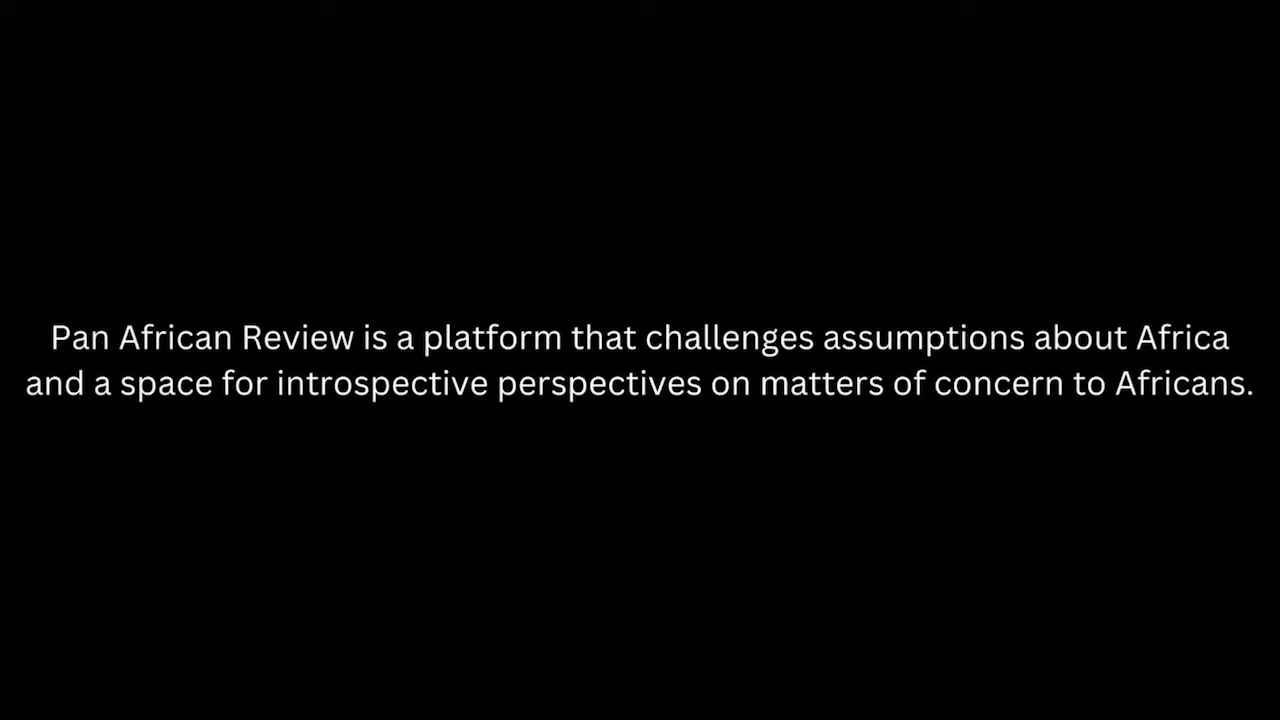 Pan African Review is a platform that challenges assumptions about Africa
and a space for introspective perspectives on matters of concern to Africans.